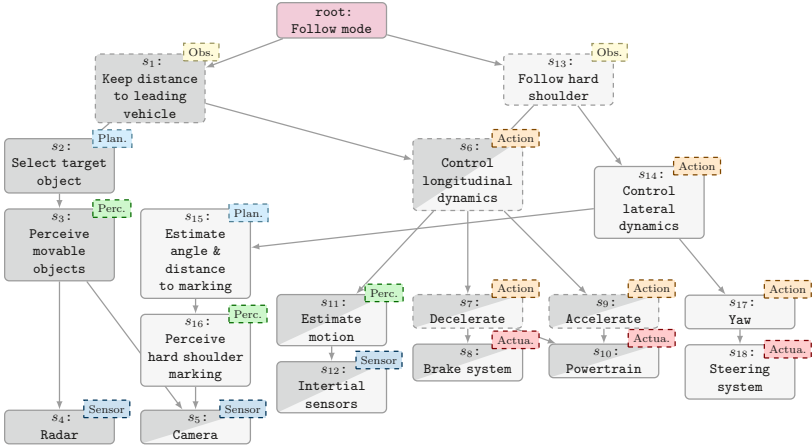 root:
Follow mode
Obs.
s1:
Keep distance
to leading
vehicle
Obs.
s13:
Follow hard
shoulder
Plan.
s2:
Select target
object
Action
s6:
Control
longitudinal
dynamics
Action
s14:
Control
lateral
dynamics
Perc.
s3:
Perceive
movable
objects
Plan.
s15:
Estimate
angle &
distance
to marking
Perc.
s11:
Estimate
motion
Action
s7:
Decelerate
Action
s9:
Accelerate
Action
s17:
Yaw
Perc.
s16:
Perceive
hard shoulder
marking
Sensor
s12:
Intertial
sensors
Actua.
s8:
Brake system
Actua.
s10:
Powertrain
Actua.
s18:
Steering
system
Sensor
s4:
Radar
Sensor
s5:
Camera